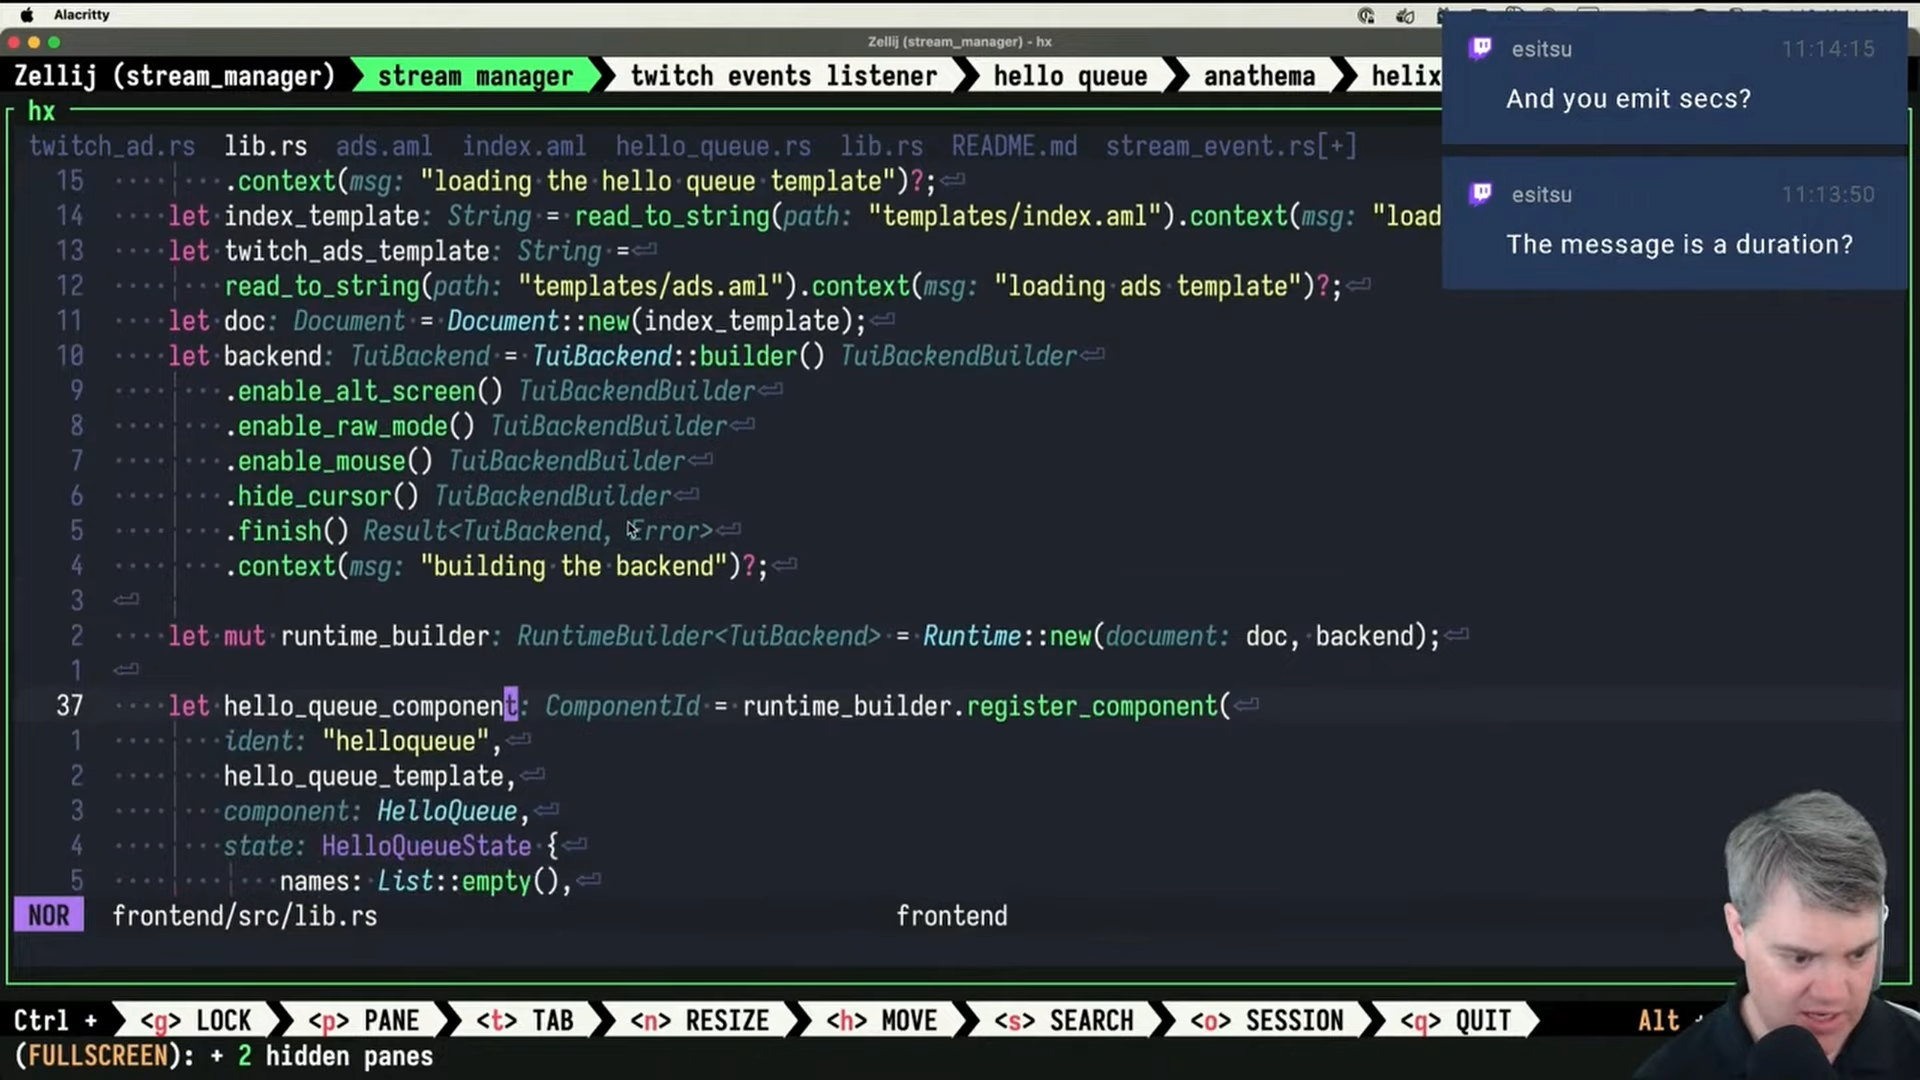 Alacritty
Zellij (stream_manager) - hx
Zellij (stream_manager) stream manager twitch events listener hello queue anathema helix
hx
twitch_ad.rs lib.rs ads.aml index.aml hello_queue.rs lib.rs README.md stream_event.rs[+]
15 .context(msg: "loading the hello queue template")?;
14 let index_template: String = read_to_string(path: "templates/index.aml").context(msg: "load
13 let twitch_ads_template: String =
12 read_to_string(path: "templates/ads.aml").context(msg: "loading ads template")?;
11 let doc: Document = Document::new(index_template);
10 let backend: TuiBackend = TuiBackend::builder() TuiBackendBuilder
9 .enable_alt_screen() TuiBackendBuilder
8 .enable_raw_mode() TuiBackendBuilder
7 .enable_mouse() TuiBackendBuilder
6 .hide_cursor() TuiBackendBuilder
5 .finish() Result<TuiBackend, Error>
4 .context(msg: "building the backend")?;
3
2 let mut runtime_builder: RuntimeBuilder<TuiBackend> = Runtime::new(document: doc, backend);
1
37 let hello_queue_component: ComponentId = runtime_builder.register_component(
1 ident: "helloqueue",
2 hello_queue_template,
3 component: HelloQueue,
4 state: HelloQueueState {
5 names: List::empty(),
NOR frontend/src/lib.rs frontend
Ctrl + <g> LOCK <p> PANE <t> TAB <n> RESIZE <h> MOVE <s> SEARCH <o> SESSION <q> QUIT Alt
(FULLSCREEN): + 2 hidden panes
esitsu 11:14:15
And you emit secs?
esitsu 11:13:50
The message is a duration?